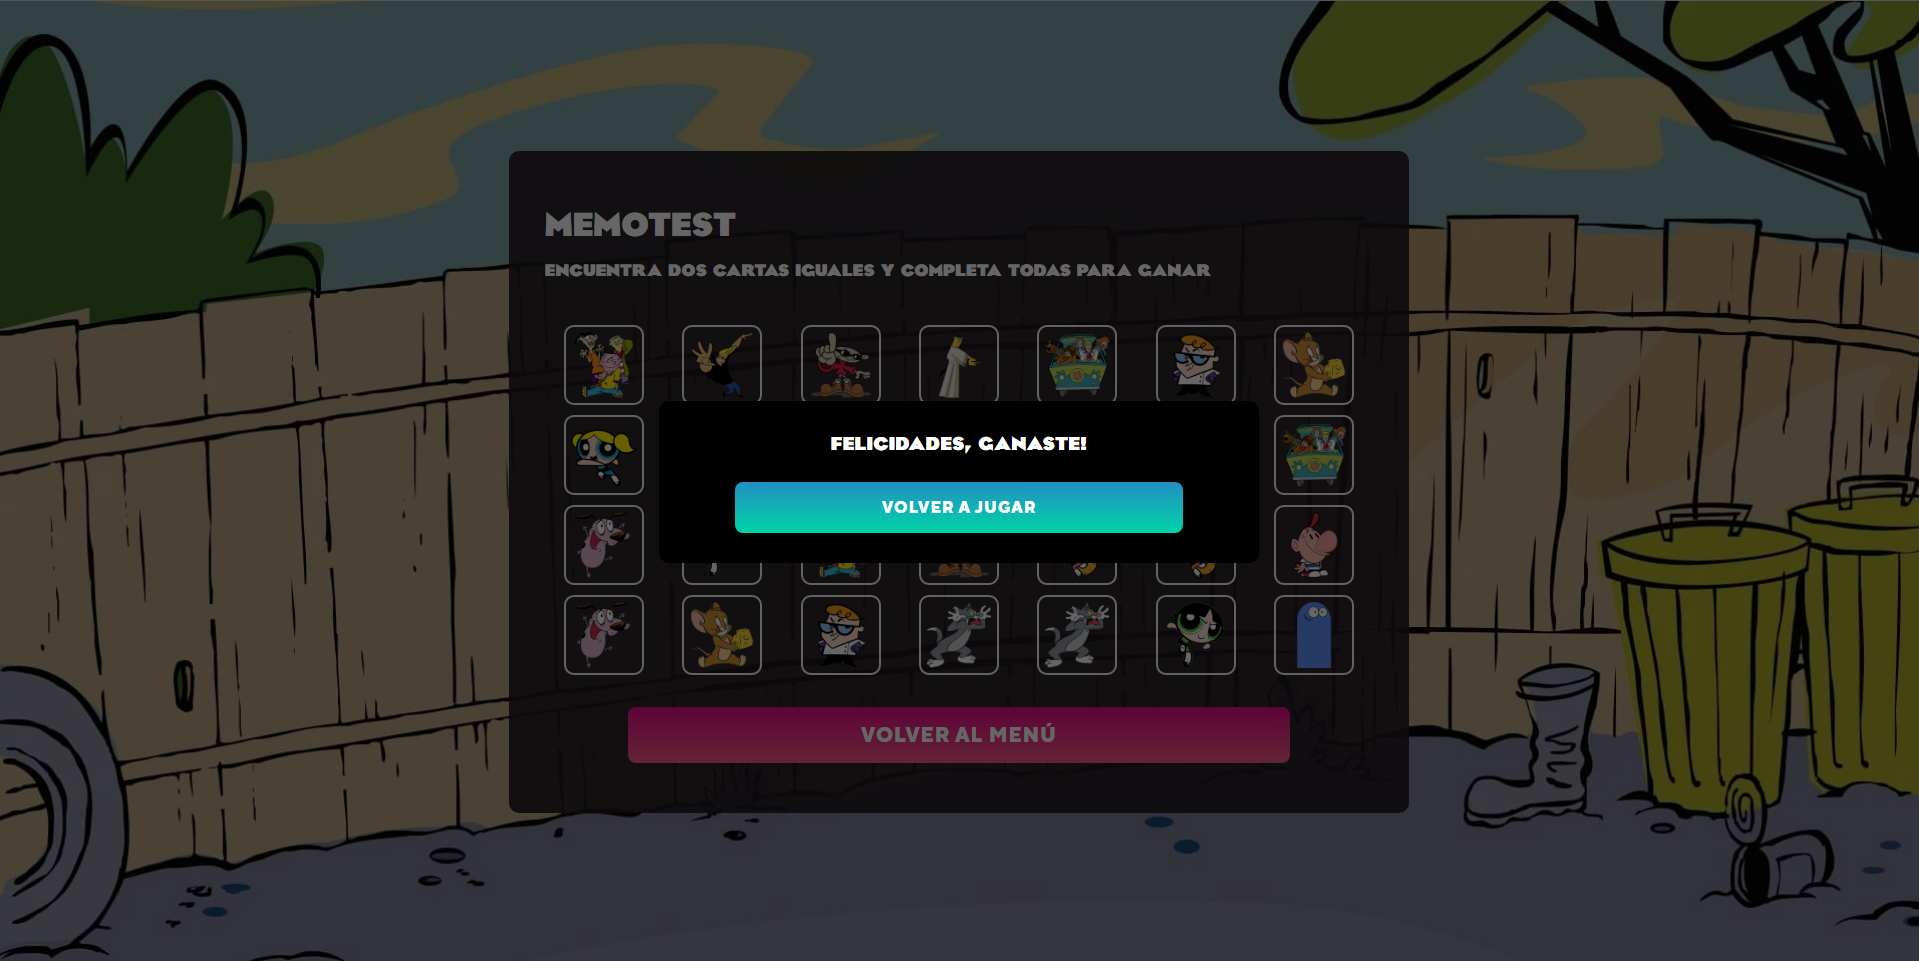 MEMOTEST
ENCUENTRA DOS CARTAS IGUALES Y COMPLETA TODAS PARA GANAR
FELICIDADES, GANASTE!
VOLVER A JUGAR
VOLVER AL MENÚ